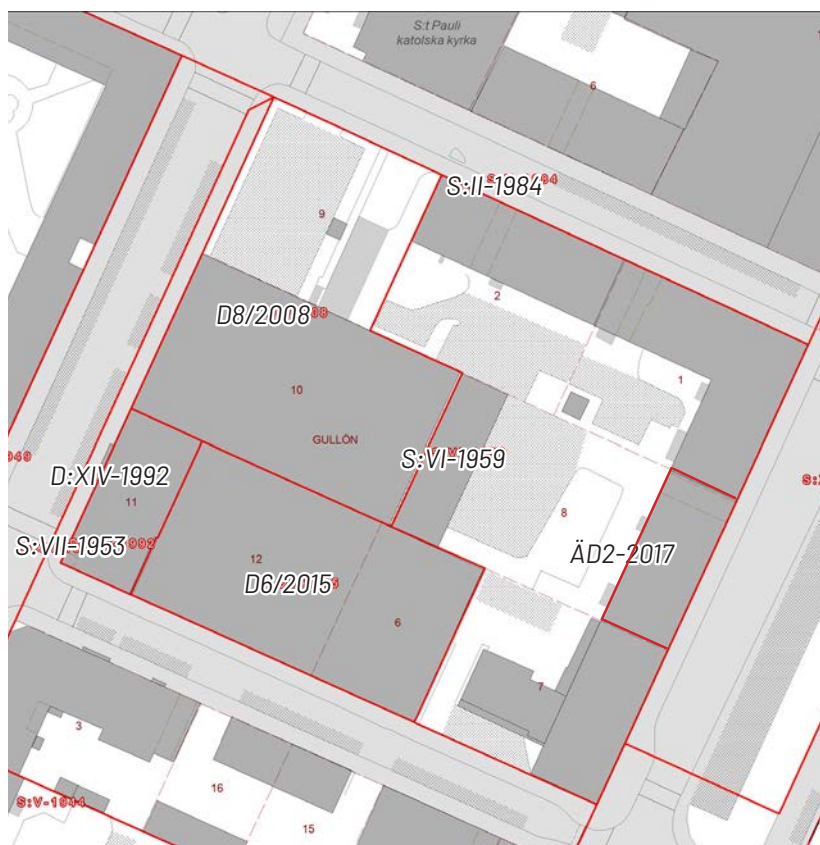 S:t Pauli
katolska kyrka
6
S:II-1984
9
2
D8/2008
1
10
GULLÖN
S:VI-1959
D:XIV-1992
11
8
S:VII-1953
12
D6/2015
ÄD2-2017
6
7
3
16
S:V-1944
15